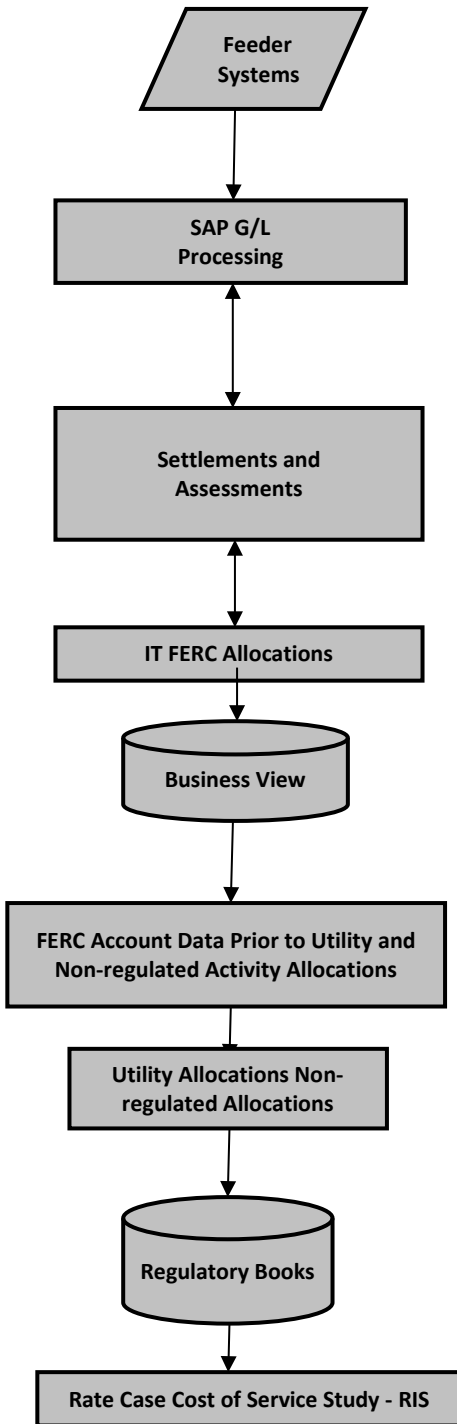 Feeder
Systems
SAP G/L
Processing
Settlements and
Assessments
IT FERC Allocations
Business View
FERC Account Data Prior to Utility and
Non-regulated Activity Allocations
Utility Allocations Non-
regulated Allocations
Regulatory Books
Rate Case Cost of Service Study - RIS